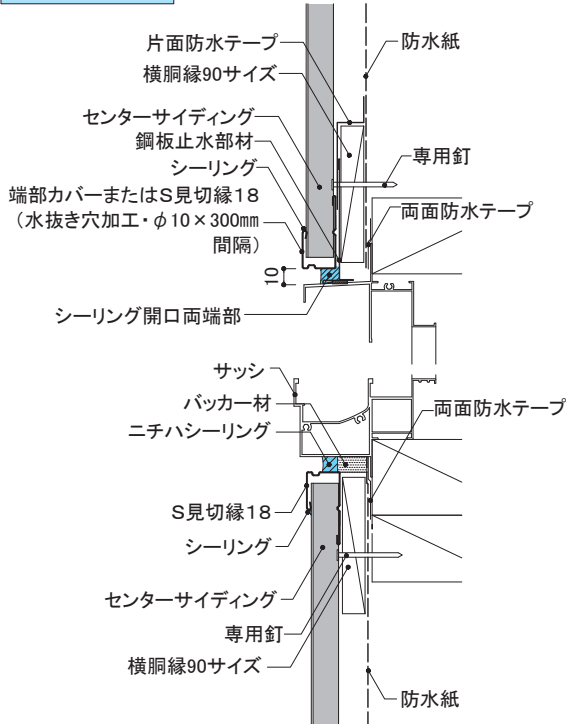 片面防水テープ
防水紙
横胴縁90サイズ
センターサイディング
鋼板止水部材
シーリング
専用釘
端部カバーまたはS見切縁18
(水抜き穴加工・φ10×300㎜
間隔)
両面防水テープ
10
シーリング開口両端部
サッシ
バッカー材
両面防水テープ
ニチハシーリング
S見切縁18
シーリング
センターサイディング
専用釘
横胴縁90サイズ
防水紙